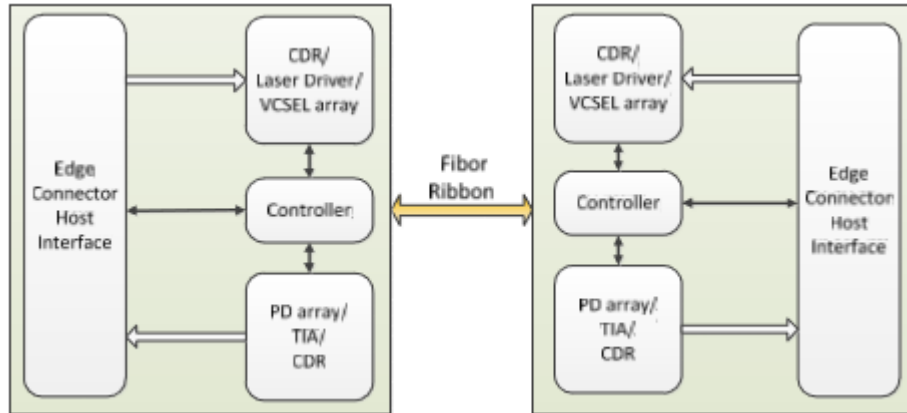 Edge
Connector
Host
Interface
CDR/
Laser Driver/
VCSEL array
Controller
PD array/
TIA/
CDR
Fibor
Ribbon
CDR/
Laser Driver/
VCSEL array
Controller
PD array/
TIA/
CDR
Edge
Connector
Host
Interface